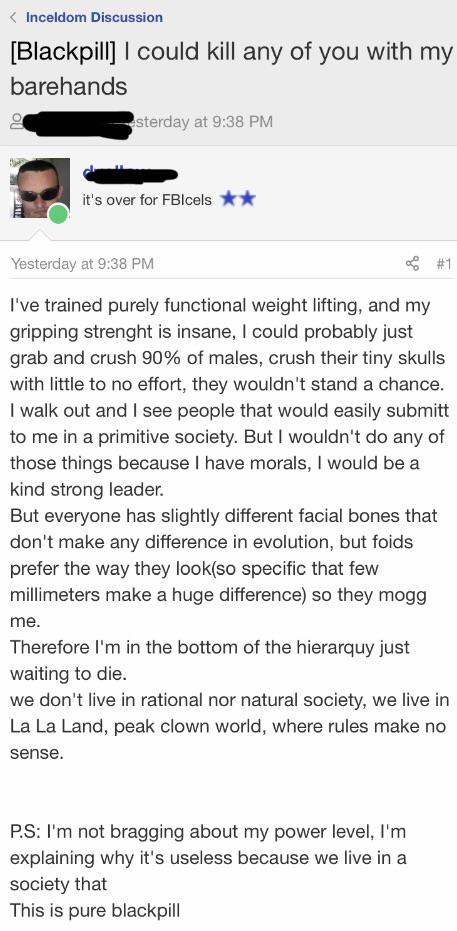 Inceldom Discussion
[Blackpill] I could kill any of you with my
barehands
esterday at 9:38 PM
it's over for FBIcels
Yesterday at 9:38 PM
#1
I've trained purely functional weight lifting, and my
gripping strenght is insane, I could probably just
grab and crush 90% of males, crush their tiny skulls
with little to no effort, they wouldn't stand a chance.
I walk out and I see people that would easily submitt
to me in a primitive society. But I wouldn't do any of
those things because I have morals, I would be a
kind strong leader.
But everyone has slightly different facial bones that
don't make any difference in evolution, but foids
prefer the way they look(so specific that few
millimeters make a huge difference) so they mogg
me.
Therefore I'm in the bottom of the hierarquy just
waiting to die.
we don't live in rational nor natural society, we live in
La La Land, peak clown world, where rules make no
sense.
P.S: I'm not bragging about my power level, I'm
explaining why it's useless because we live in a
society that
This is pure blackpill